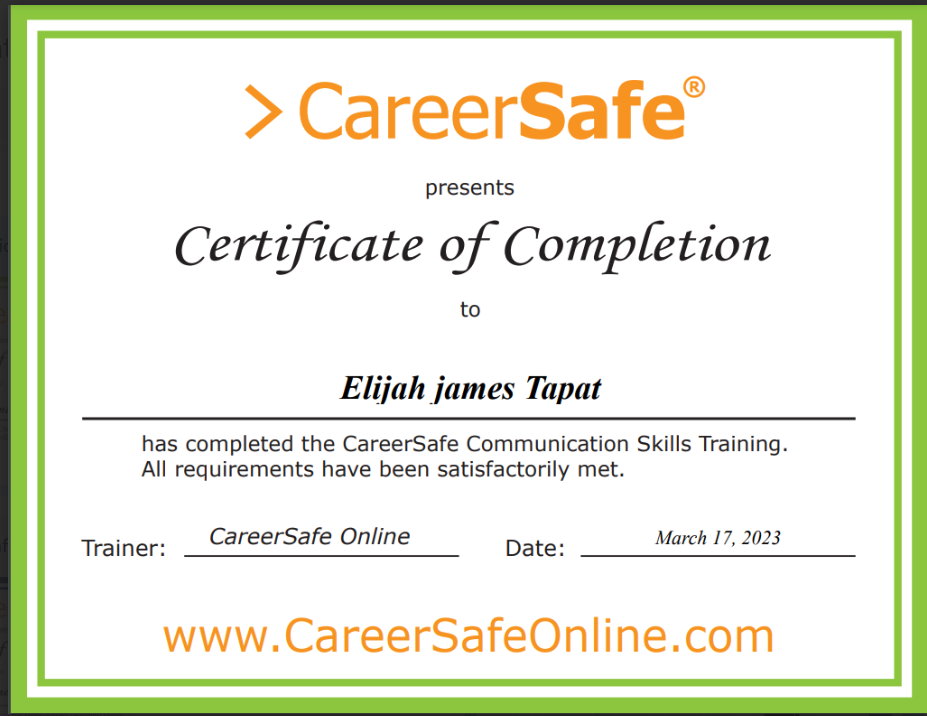 > CareerSafe®
presents
Certificate of Completion
to
Elijah james Tapat
has completed the CareerSafe Communication Skills Training.
All requirements have been satisfactorily met.
Trainer: CareerSafe Online Date: March 17, 2023
www.CareerSafeOnline.com